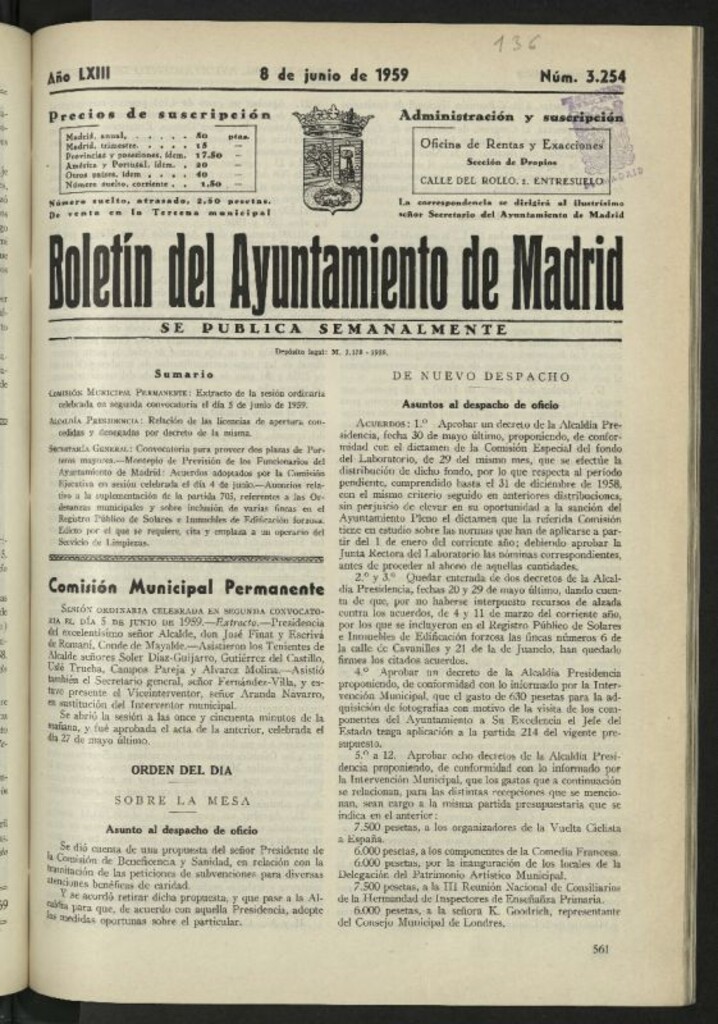 136
Año LXIII
8 de junio de 1959
Núm. 3.254
Precios de suscripción
Madrid, anual, . . . . . 50 ptas.
Madrid, trimestre. . . . . 15 —
Provincias y posesiones, ídem. 17,50 —
América y Portugal, ídem. . 20 —
Otros países, ídem . . . . 40 —
Número suelto, corriente . . 1,50 —
Número suelto, atrasado, 2,50 pesetas.
De venta en la Tercena municipal
Administración y suscripción
Oficina de Rentas y Exacciones
Sección de Propios
CALLE DEL ROLLO, 2, ENTRESUELO
La correspondencia se dirigirá al ilustrísimo
señor Secretario del Ayuntamiento de Madrid
MADRID
Boletín del Ayuntamiento de Madrid
SE PUBLICA SEMANALMENTE
Depósito legal: M. - 1959.
Sumario
COMISIÓN MUNICIPAL PERMANENTE: Extracto de la sesión ordinaria
celebrada en segunda convocatoria el día 5 de junio de 1959.
ALCALDÍA PRESIDENCIA: Relación de las licencias de apertura con-
cedidas y denegadas por decreto de la misma.
SECRETARÍA GENERAL: Convocatoria para proveer dos plazas de Por-
teros mayores.—Montepío de Previsión de los Funcionarios del
Ayuntamiento de Madrid: Acuerdos adoptados por la Comisión
Ejecutiva en sesión celebrada el día 4 de junio.—Anuncios rela-
tivos a la suplementación de la partida 703, referentes a las Or-
denanzas municipales y sobre inclusión de varias fincas en el
Registro Público de Solares e Inmuebles de Edificación forzosa.
Edicto por el que se requiere, cita y emplaza a un operario del
Servicio de Limpiezas.
Comisión Municipal Permanente
SESIÓN ORDINARIA CELEBRADA EN SEGUNDA CONVOCATO-
RIA EL DÍA 5 DE JUNIO DE 1959.—Extracto.—Presidencia
del excelentísimo señor Alcalde, don José Finat y Escrivá
de Romaní, Conde de Mayalde.—Asistieron los Tenientes de
Alcalde señores Soler Díaz-Guijarro, Gutiérrez del Castillo,
Calé Trueba, Campos Pareja y Alvarez Molina.—Asistió
también el Secretario general, señor Fernández-Villa, y es-
tuvo presente el Viceinterventor, señor Aranda Navarro,
en sustitución del Interventor municipal.
Se abrió la sesión a las once y cincuenta minutos de la
mañana, y fué aprobada el acta de la anterior, celebrada el
día 27 de mayo último.
ORDEN DEL DIA
SOBRE LA MESA
Asunto al despacho de oficio
Se dió cuenta de una propuesta del señor Presidente de
la Comisión de Beneficencia y Sanidad, en relación con la
tramitación de las peticiones de subvenciones para diversas
atenciones benéficas de caridad.
Y se acordó retirar dicha propuesta, y que pase a la Al-
caldía para que, de acuerdo con aquella Presidencia, adopte
las medidas oportunas sobre el particular.
DE NUEVO DESPACHO
Asuntos al despacho de oficio
ACUERDOS: 1.º Aprobar un decreto de la Alcaldía Pre-
sidencia, fecha 30 de mayo último, proponiendo, de confor-
midad con el dictamen de la Comisión Especial del fondo
del Laboratorio, de 29 del mismo mes, que se efectúe la
distribución de dicho fondo, por lo que respecta al período
pendiente, comprendido hasta el 31 de diciembre de 1958,
con el mismo criterio seguido en anteriores distribuciones,
sin perjuicio de elevar en su oportunidad a la sanción del
Ayuntamiento Pleno el dictamen que la referida Comisión
tiene en estudio sobre las normas que han de aplicarse a par-
tir del 1 de enero del corriente año; debiendo aprobar la
Junta Rectora del Laboratorio las nóminas correspondientes,
antes de proceder al abono de aquellas cantidades.
2.º y 3.º Quedar enterada de dos decretos de la Alcal-
día Presidencia, fechas 20 y 29 de mayo último, dando cuen-
ta de que, por no haberse interpuesto recursos de alzada
contra los acuerdos, de 4 y 11 de marzo del corriente año,
por los que se incluyeron en el Registro Público de Solares
e Inmuebles de Edificación forzosa las fincas números 6 de
la calle de Cavanilles y 21 de la de Juanelo, han quedado
firmes los citados acuerdos.
4.º Aprobar un decreto de la Alcaldía Presidencia
proponiendo, de conformidad con lo informado por la Inter-
vención Municipal, que el gasto de 630 pesetas para la ad-
quisición de fotografías con motivo de la visita de los com-
ponentes del Ayuntamiento a Su Excelencia el Jefe del
Estado tenga aplicación a la partida 214 del vigente pre-
supuesto.
5.º a 12. Aprobar ocho decretos de la Alcaldía Presi-
dencia proponiendo, de conformidad con lo informado por
la Intervención Municipal, que los gastos que a continuación
se relacionan, para las distintas recepciones que se mencio-
nan, sean cargo a la misma partida presupuestaria que se
indica en el anterior:
7.500 pesetas, a los organizadores de la Vuelta Ciclista
a España.
6.000 pesetas, a los componentes de la Comedia Francesa.
6.000 pesetas, por la inauguración de los locales de la
Delegación del Patrimonio Artístico Municipal.
7.500 pesetas, a la III Reunión Nacional de Consiliarios
de la Hermandad de Inspectores de Enseñanza Primaria.
6.000 pesetas, a la señora K. Goodrich, representante
del Consejo Municipal de Londres.
561